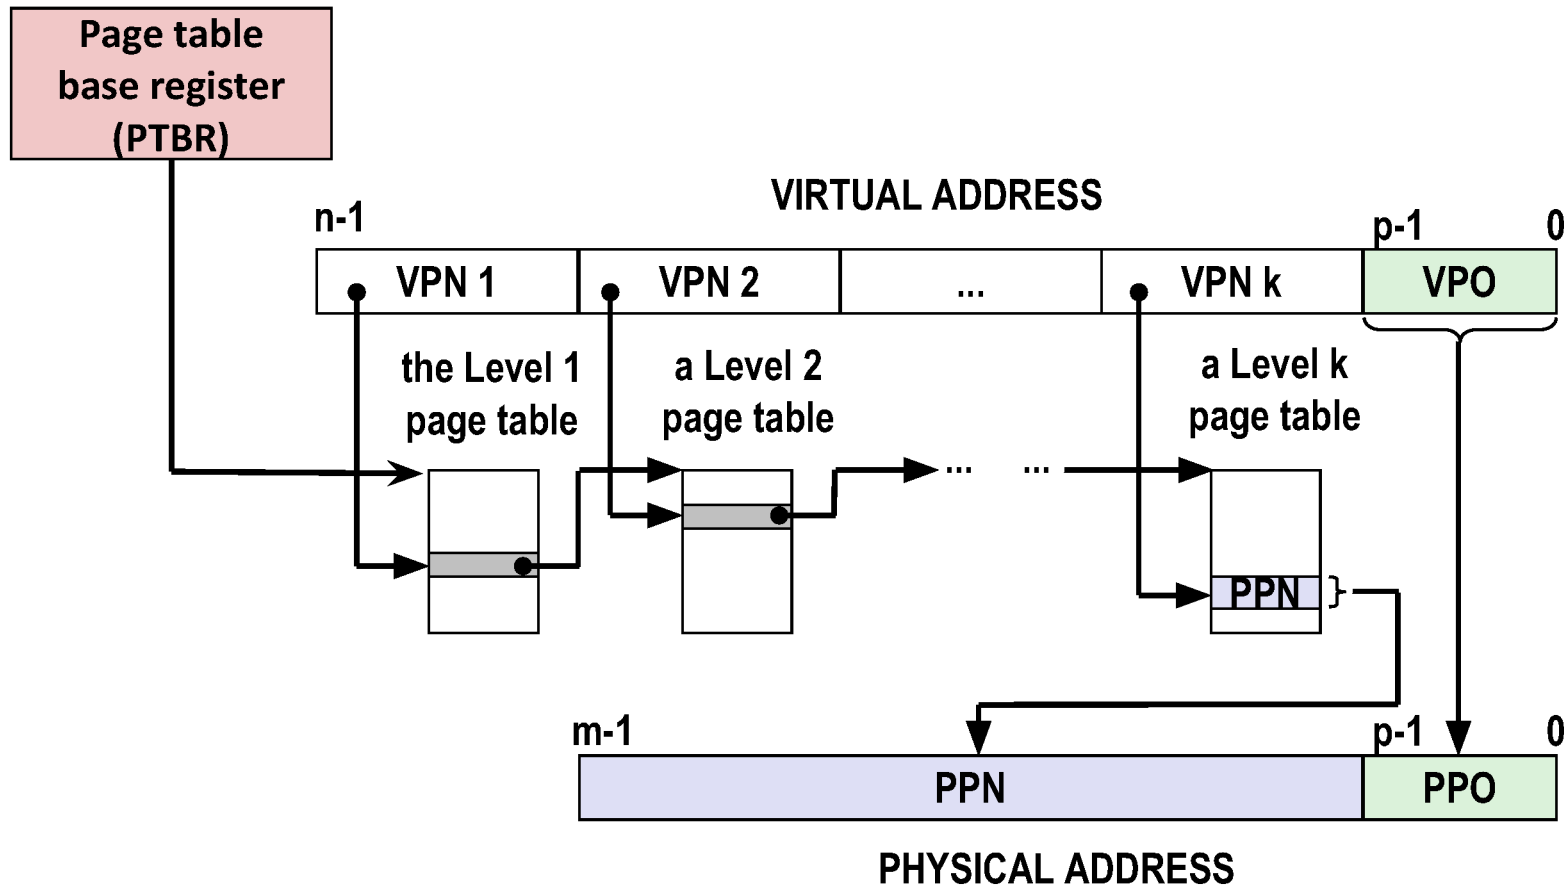 Page table
base register
(PTBR)
VIRTUAL ADDRESS
n-1
p-1
0
VPN 1
VPN 2
...
VPN k
VPO
the Level 1
page table
a Level 2
page table
a Level k
page table
... ...
PPN
m-1
p-1
0
PPN
PPO
PHYSICAL ADDRESS